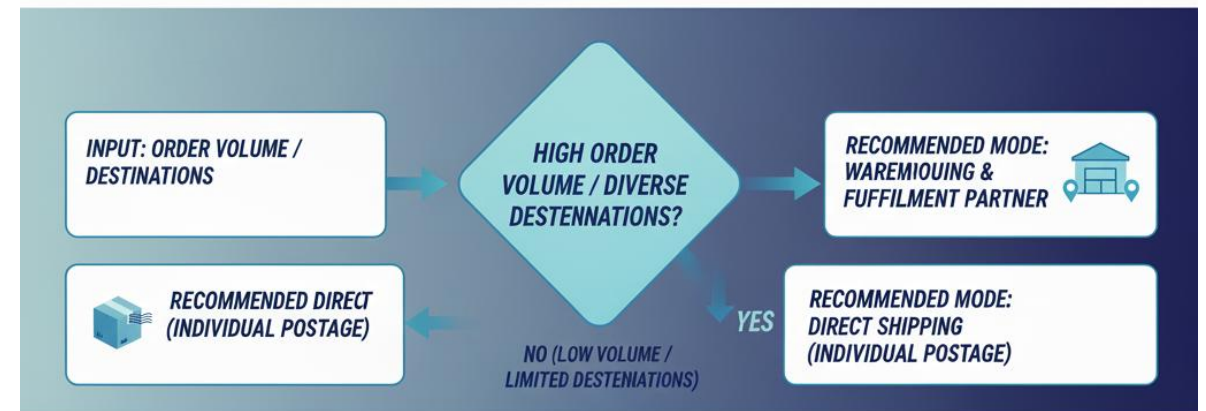 INPUT: ORDER VOLUME /
DESTINATIONS
HIGH ORDER
VOLUME / DIVERSE
DESTENNATIONS?
RECOMMENDED MODE:
WAREMIOUING &
FUFFILMENT PARTNER
RECOMMENDED DIRECT
(INDIVIDUAL POSTAGE)
NO (LOW VOLUME /
LIMITED DESTENIATIONS)
YES
RECOMMENDED MODE:
DIRECT SHIPPING
(INDIVIDUAL POSTAGE)